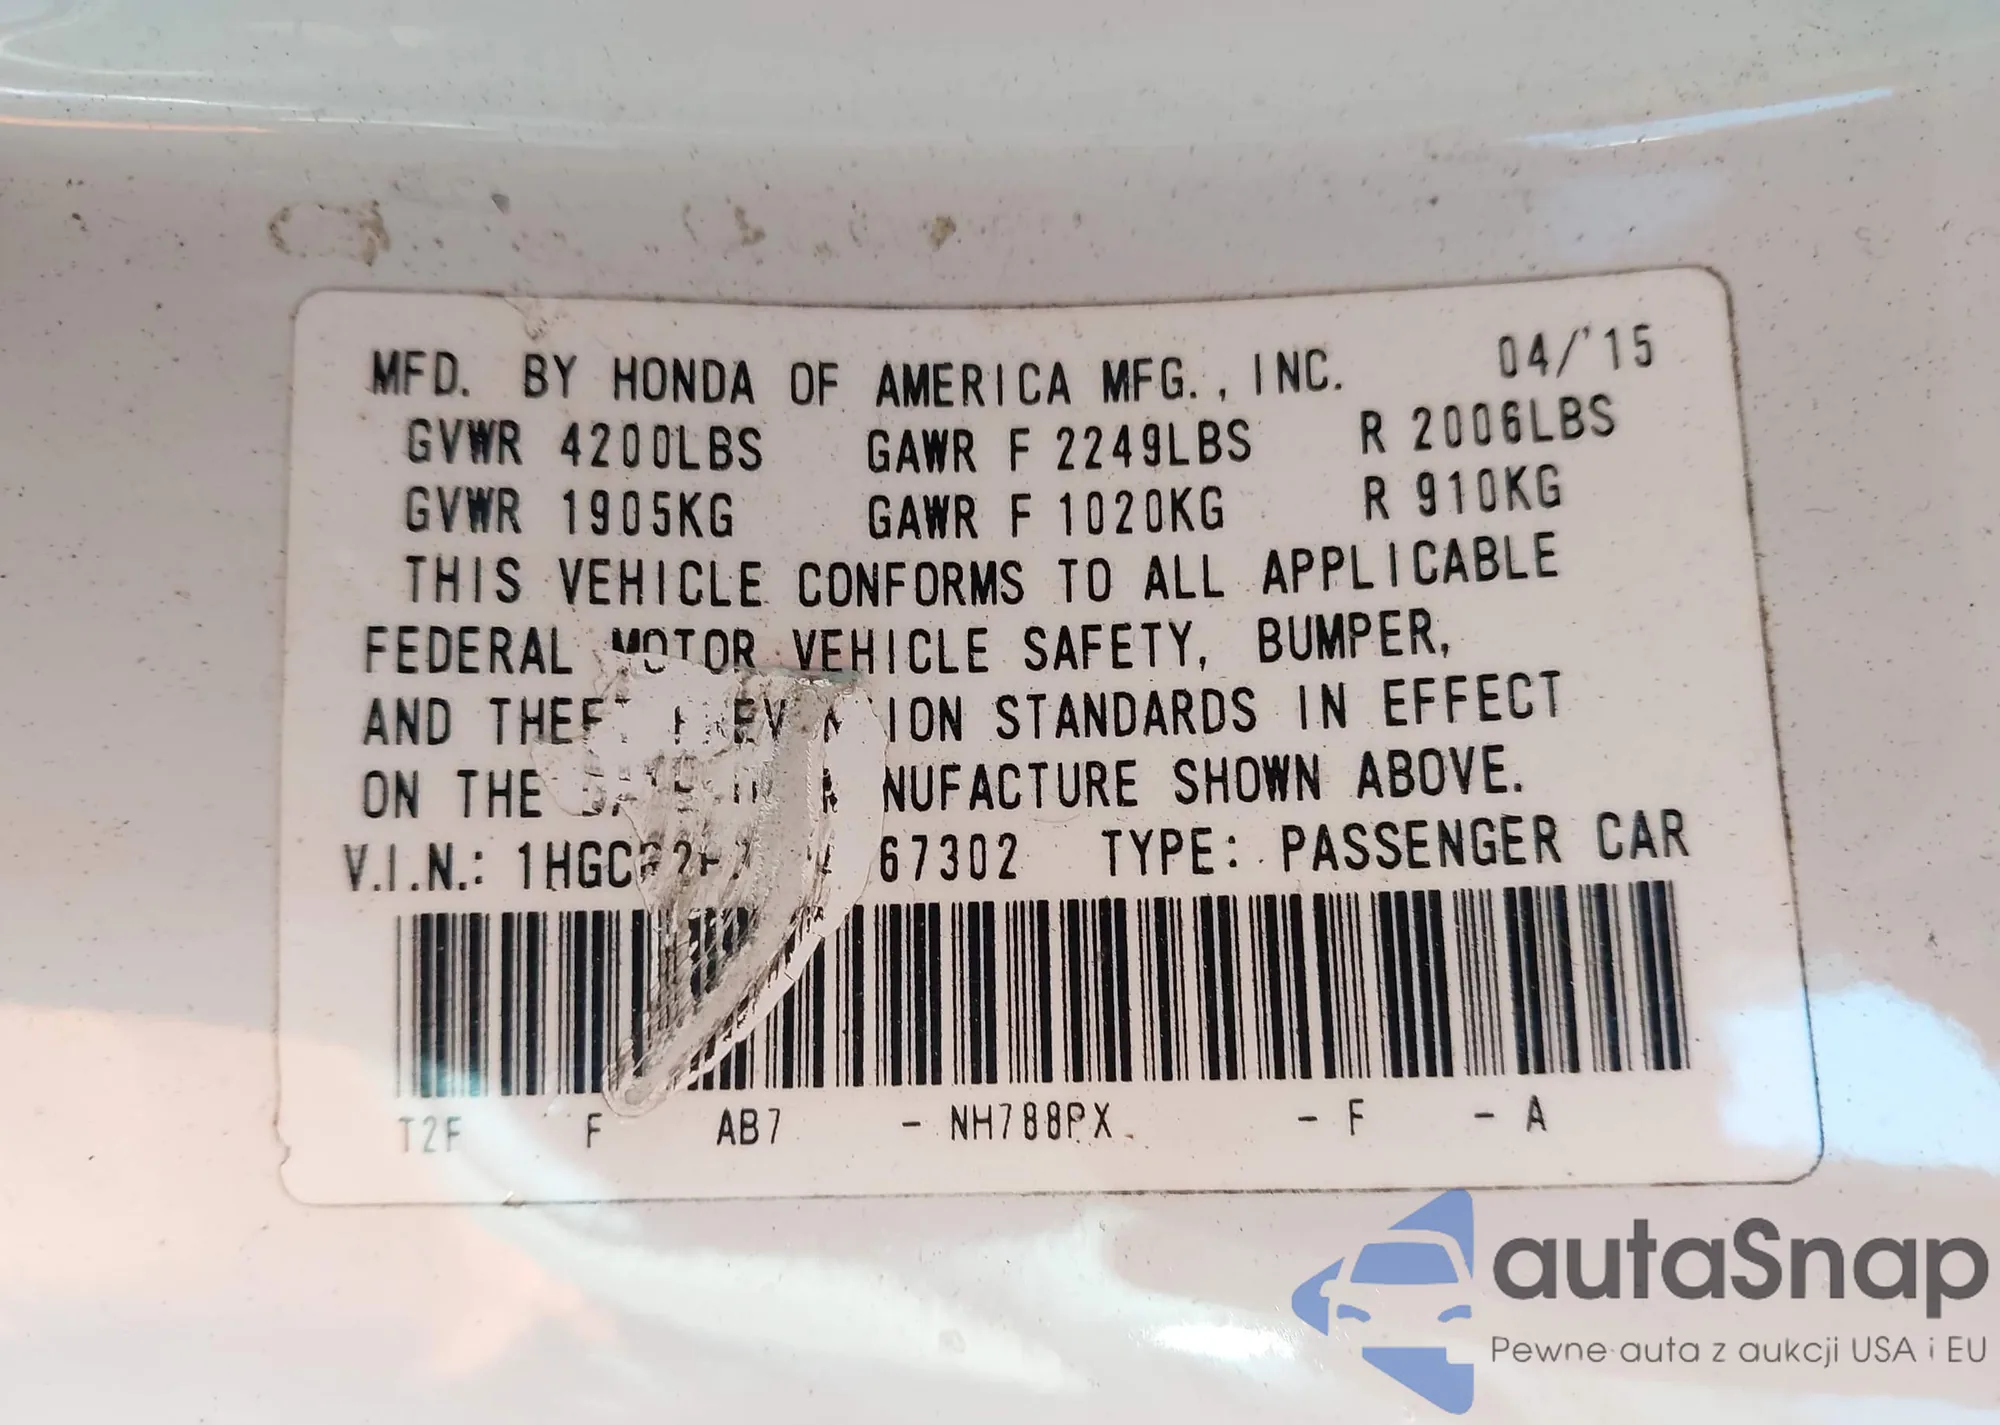 MFD. BY HONDA OF AMERICA MFG., INC. 04/'15
GVWR 4200LBS GAWR F 2249LBS R 2006LBS
GVWR 1905KG GAWR F 1020KG R 910KG
THIS VEHICLE CONFORMS TO ALL APPLICABLE
FEDERAL MOTOR VEHICLE SAFETY, BUMPER,
AND THEFT STANDARDS IN EFFECT
ON THE SHOWN ABOVE.
V.I.N.: TYPE: PASSENGER CAR
T2F F AB7 - NH788PX - F - A
autaSnap
Pewne auta z aukcji USA i EU